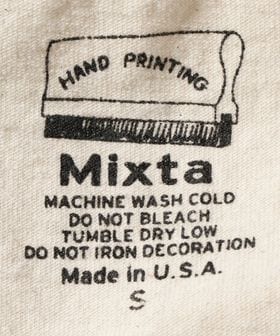 HAND PRINTING
Mixta
MACHINE WASH COLD
DO NOT BLEACH
TUMBLE DRY LOW
DO NOT IRON DECORATION
Made in U.S.A.
S